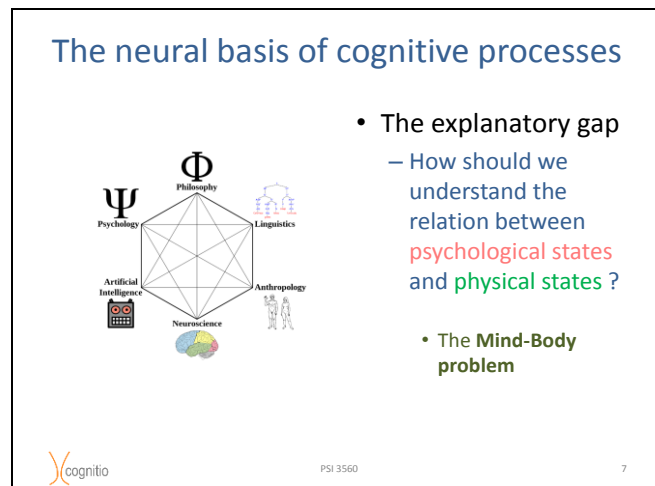 The neural basis of cognitive processes
• The explanatory gap
– How should we
understand the
relation between
psychological states
and physical states ?
• The Mind-Body
problem
Φ
Philosophy
Ψ
Psychology
Linguistics
Artificial
Intelligence
Anthropology
Neuroscience
cognitio
PSI 3560
7